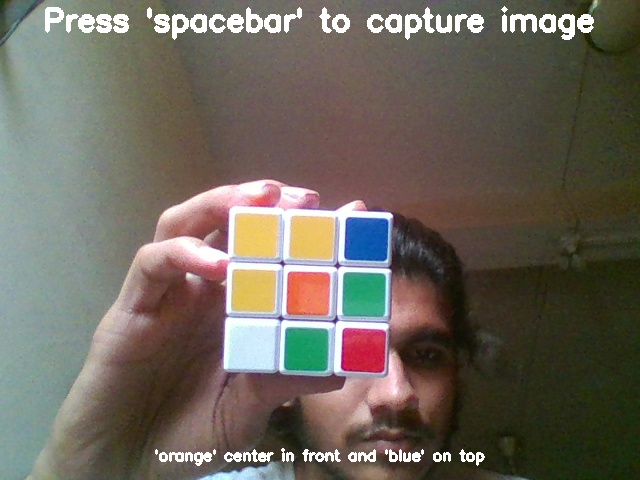 Press 'spacebar' to capture image
'orange' center in front and 'blue' on top